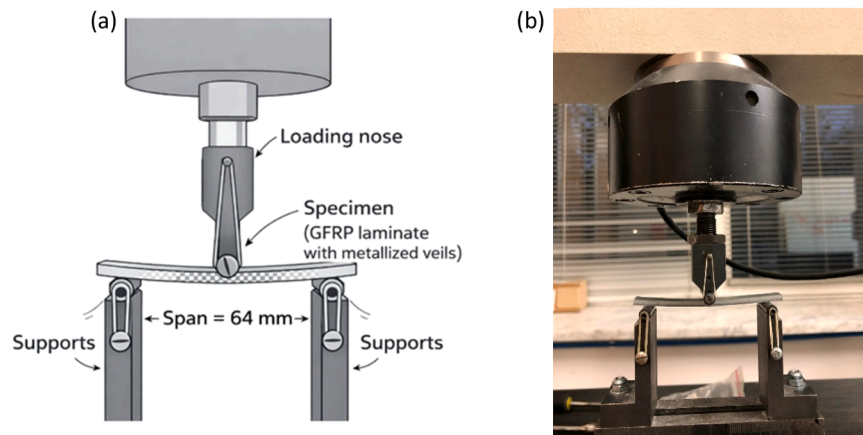 (a)
(b)
Loading nose
Specimen
(GFRP laminate
with metallized veils)
Span = 64 mm
Supports
Supports